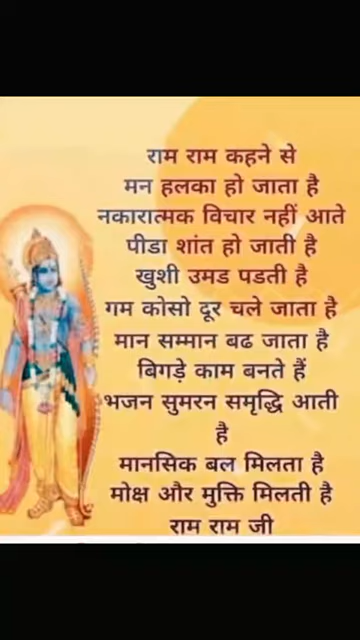 राम राम कहने से
मन हलका हो जाता है
नकारात्मक विचार नहीं आते
पीडा शांत हो जाती है
खुशी उमड पडती है
गम कोसो दूर चले जाता है
मान सम्मान बढ जाता है
बिगड़े काम बनते हैं
भजन सुमरन समृद्धि आती
है
मानसिक बल मिलता है
मोक्ष और मुक्ति मिलती है
राम राम जी